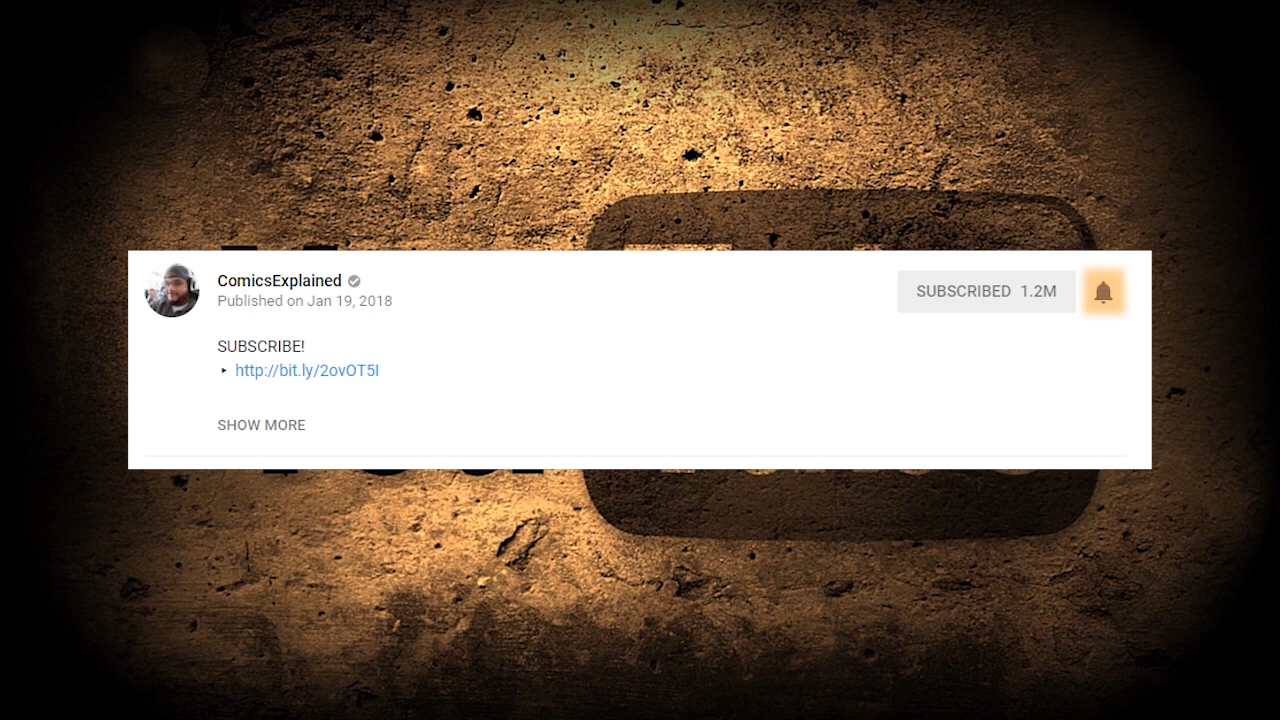 ComicsExplained
Published on Jan 19, 2018
SUBSCRIBED 1.2M
SUBSCRIBE!
‣ http://bit.ly/2ovOT5I
SHOW MORE